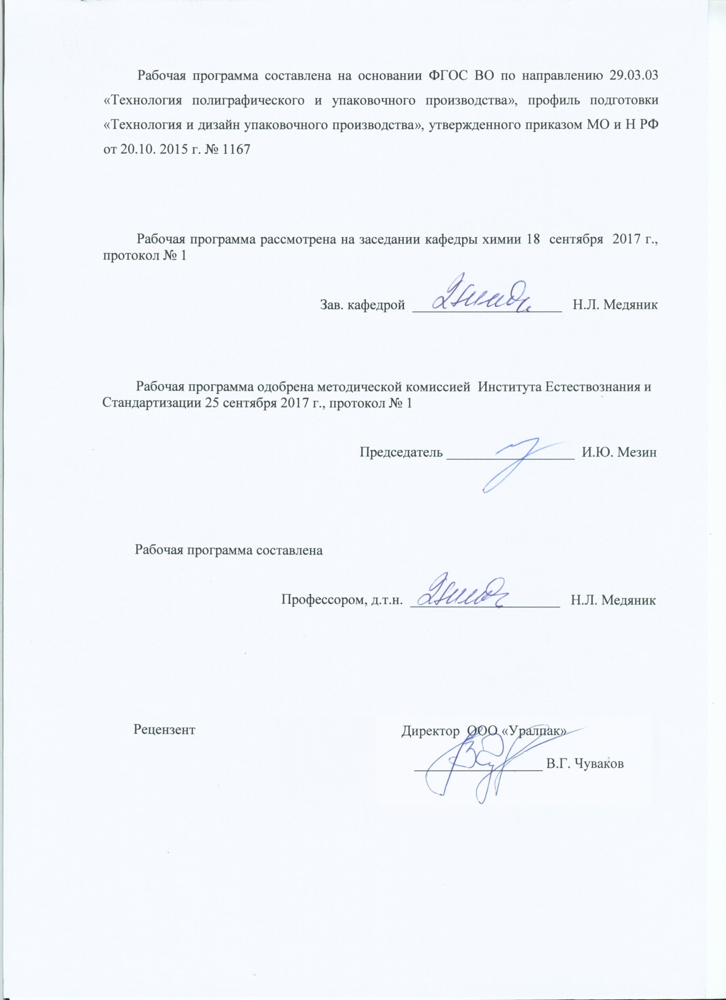 Рабочая программа составлена на основании ФГОС ВО по направлению 29.03.03
«Технология полиграфического и упаковочного производства», профиль подготовки
«Технология и дизайн упаковочного производства», утвержденного приказом МО и Н РФ
от 20.10. 2015 г. № 1167
Рабочая программа рассмотрена на заседании кафедры химии 18 сентября 2017 г.,
протокол № 1
Зав. кафедрой Н.Л. Медяник
Рабочая программа одобрена методической комиссией Института Естествознания и
Стандартизации 25 сентября 2017 г., протокол № 1
Председатель И.Ю. Мезин
Рабочая программа составлена
Профессором, д.т.н. Н.Л. Медяник
Рецензент Директор ООО «Уралпак»
В.Г. Чуваков